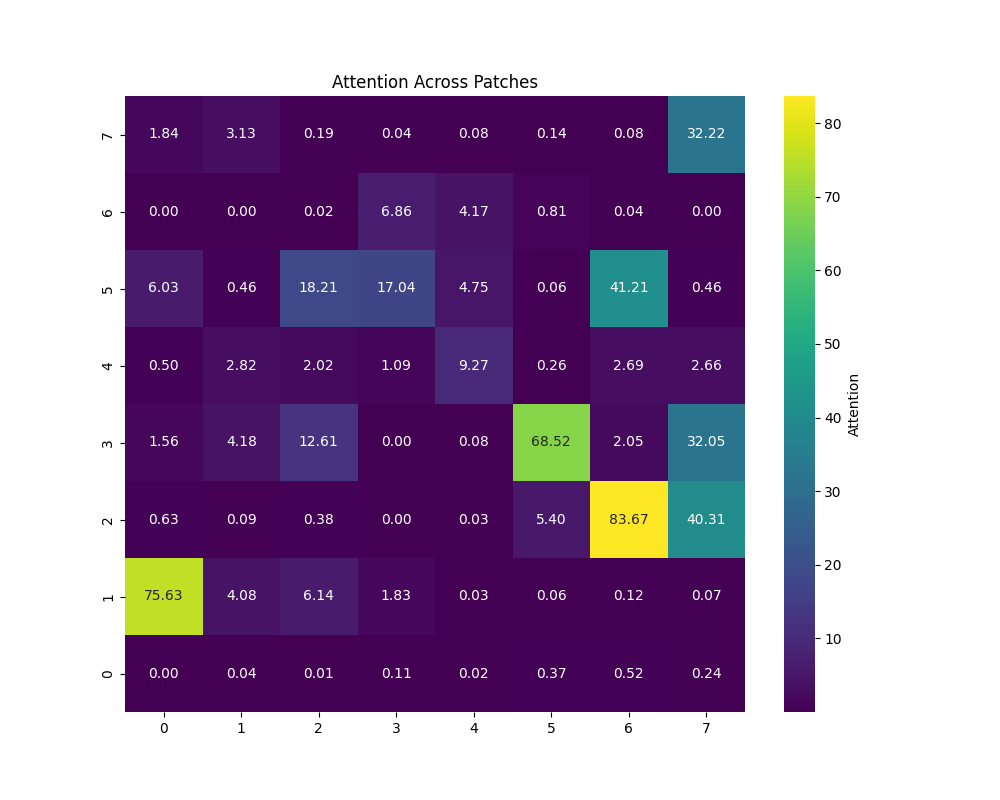 Attention Across Patches
7 1.84 3.13 0.19 0.04 0.08 0.14 0.08 32.22
6 0.00 0.00 0.02 6.86 4.17 0.81 0.04 0.00
5 6.03 0.46 18.21 17.04 4.75 0.06 41.21 0.46
4 0.50 2.82 2.02 1.09 9.27 0.26 2.69 2.66
3 1.56 4.18 12.61 0.00 0.08 68.52 2.05 32.05
2 0.63 0.09 0.38 0.00 0.03 5.40 83.67 40.31
1 75.63 4.08 6.14 1.83 0.03 0.06 0.12 0.07
0 0.00 0.04 0.01 0.11 0.02 0.37 0.52 0.24
0 1 2 3 4 5 6 7
80
70
60
50
40
30
20
10
Attention